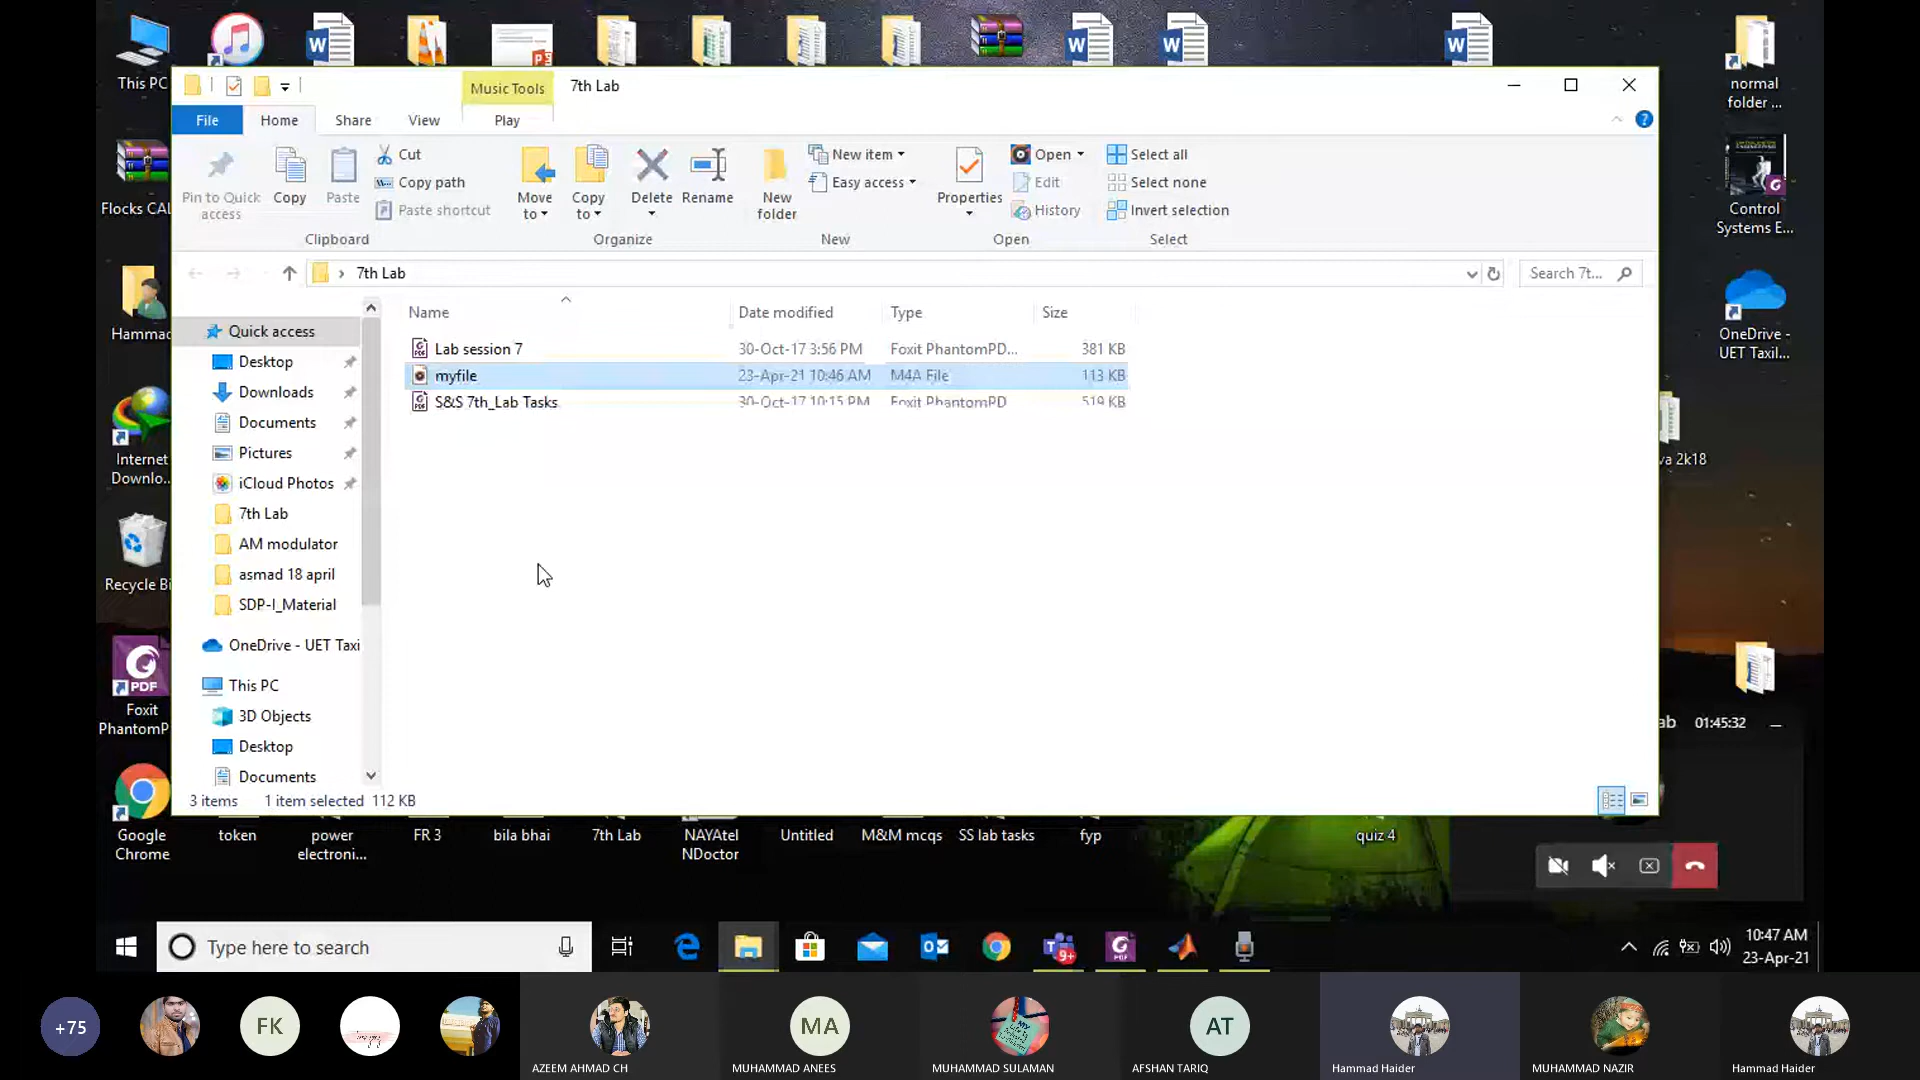 This PC
normal
folder ...
Music Tools
7th Lab
File
Home
Share
View
Play
Cut
Copy path
Paste shortcut
Pin to Quick
access
Copy
Paste
Move
to
Copy
to
Delete
Rename
New
folder
New item
Easy access
Properties
Open
Edit
History
Select all
Select none
Invert selection
Clipboard
Organize
New
Open
Select
Flocks CAL
Control
Systems E...
7th Lab
Search 7t...
Name
Date modified
Type
Size
Lab session 7
30-Oct-17 3:56 PM
Foxit PhantomPD...
381 KB
myfile
23-Apr-21 10:46 AM
M4A File
113 KB
S&S 7th_Lab Tasks
30-Oct-17 10:15 PM
Foxit PhantomPD
519 KB
Quick access
Desktop
Downloads
Documents
Pictures
iCloud Photos
7th Lab
AM modulator
asmad 18 april
SDP-I_Material
OneDrive - UET Taxi
This PC
3D Objects
Desktop
Documents
3 items
1 item selected 112 KB
Hammad
OneDrive -
UET Taxil...
Internet
Downlo...
va 2k18
Recycle Bi
PDF
Foxit
PhantomP
ab
01:45:32
Google
Chrome
token
power
electroni...
FR 3
bila bhai
7th Lab
NAYAtel
NDoctor
Untitled
M&M mcqs
SS lab tasks
fyp
quiz 4
Type here to search
9+
PDF
10:47 AM
23-Apr-21
+75
FK
AZEEM AHMAD CH
MA
MUHAMMAD ANEES
MUHAMMAD SULAMAN
AT
AFSHAN TARIQ
Hammad Haider
MUHAMMAD NAZIR
Hammad Haider